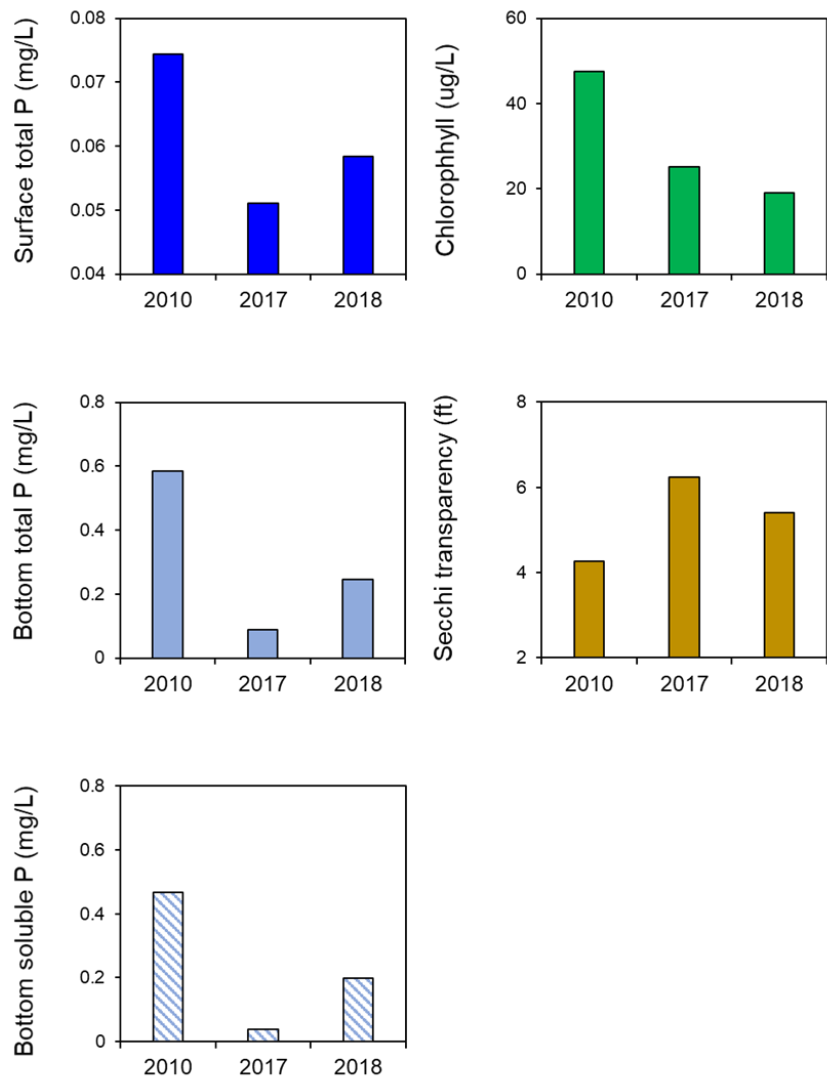 Surface total P (mg/L)
0.08
0.07
0.06
0.05
0.04
2010 2017 2018
Chlorophhyll (ug/L)
60
40
20
0
2010 2017 2018
Bottom total P (mg/L)
0.8
0.6
0.4
0.2
0
2010 2017 2018
Secchi transparency (ft)
8
6
4
2
2010 2017 2018
Bottom soluble P (mg/L)
0.8
0.6
0.4
0.2
0
2010 2017 2018